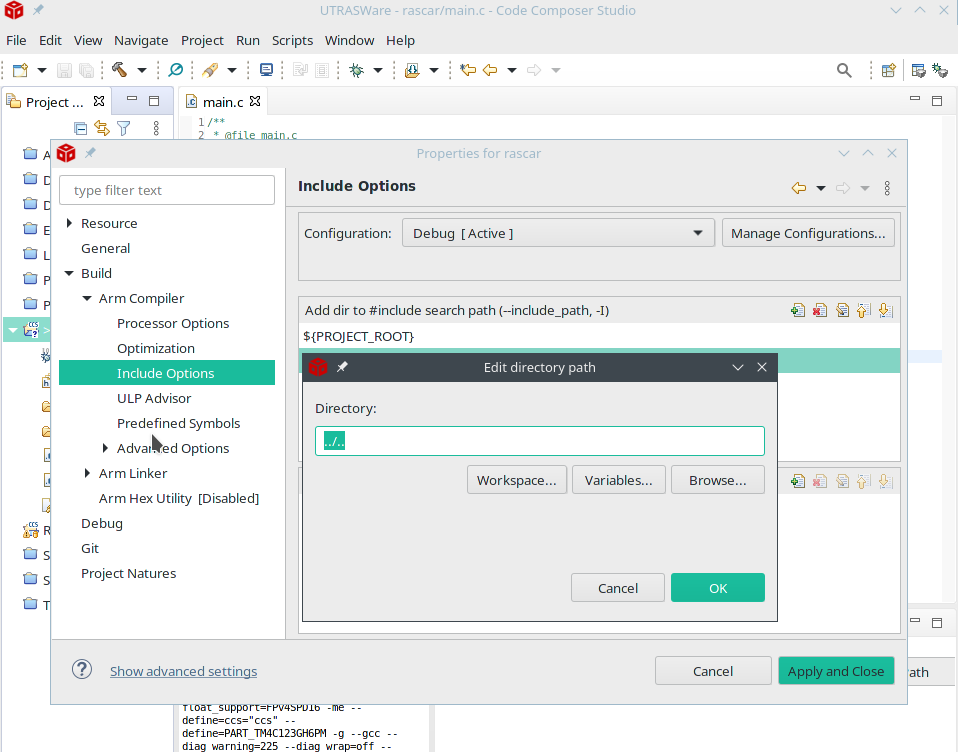 UTRASWare - rascar/main.c - Code Composer Studio
File Edit View Navigate Project Run Scripts Window Help
Project ...
main.c
1 /**
2 * @file main.c
Properties for rascar
type filter text
Include Options
Resource
General
Build
Arm Compiler
Processor Options
Optimization
Include Options
ULP Advisor
Predefined Symbols
Advanced Options
Arm Linker
Arm Hex Utility [Disabled]
Debug
Git
Project Natures
Configuration:
Debug [ Active ]
Manage Configurations...
Add dir to #include search path (--include_path, -I)
${PROJECT_ROOT}
Edit directory path
Directory:
../..
Workspace...
Variables...
Browse...
Cancel
OK
Show advanced settings
Cancel
Apply and Close
ath
float_support=FPv4SPD16 -me --
define=ccs="ccs" --
define=PART_TM4C123GH6PM -g --gcc --
diag_warning=225 --diag_wrap=off --